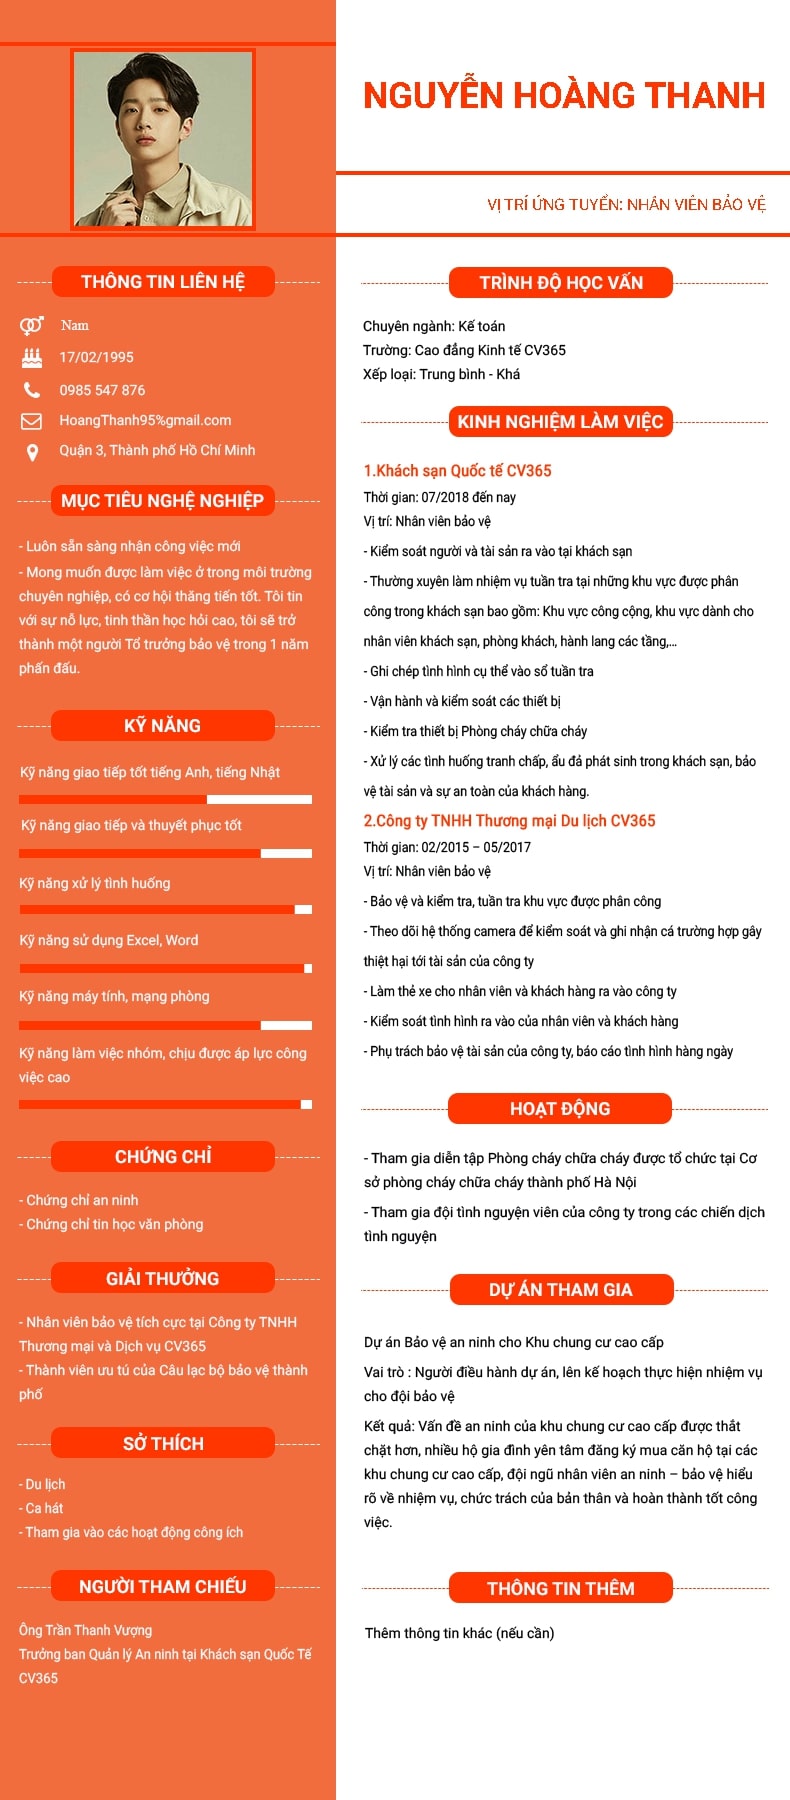 NGUYỄN HOÀNG THANH
VỊ TRÍ ỨNG TUYỂN: NHÂN VIÊN BẢO VỆ
THÔNG TIN LIÊN HỆ
Nam
17/02/1995
0985 547 876
HoangThanh95%gmail.com
Quận 3, Thành phố Hồ Chí Minh
MỤC TIÊU NGHỆ NGHIỆP
- Luôn sẵn sàng nhận công việc mới
- Mong muốn được làm việc ở trong môi trường
chuyên nghiệp, có cơ hội thăng tiến tốt. Tôi tin
với sự nỗ lực, tinh thần học hỏi cao, tôi sẽ trở
thành một người Tổ trưởng bảo vệ trong 1 năm
phấn đấu.
KỸ NĂNG
Kỹ năng giao tiếp tốt tiếng Anh, tiếng Nhật
Kỹ năng giao tiếp và thuyết phục tốt
Kỹ năng xử lý tình huống
Kỹ năng sử dụng Excel, Word
Kỹ năng máy tính, mạng phòng
Kỹ năng làm việc nhóm, chịu được áp lực công
việc cao
CHỨNG CHỈ
- Chứng chỉ an ninh
- Chứng chỉ tin học văn phòng
GIẢI THƯỞNG
- Nhân viên bảo vệ tích cực tại Công ty TNHH
Thương mại và Dịch vụ CV365
- Thành viên ưu tú của Câu lạc bộ bảo vệ thành
phố
SỞ THÍCH
- Du lịch
- Ca hát
- Tham gia vào các hoạt động công ích
NGƯỜI THAM CHIẾU
Ông Trần Thanh Vượng
Trưởng ban Quản lý An ninh tại Khách sạn Quốc Tế
CV365
TRÌNH ĐỘ HỌC VẤN
Chuyên ngành: Kế toán
Trường: Cao đẳng Kinh tế CV365
Xếp loại: Trung bình - Khá
KINH NGHIỆM LÀM VIỆC
1.Khách sạn Quốc tế CV365
Thời gian: 07/2018 đến nay
Vị trí: Nhân viên bảo vệ
- Kiểm soát người và tài sản ra vào tại khách sạn
- Thường xuyên làm nhiệm vụ tuần tra tại những khu vực được phân
công trong khách sạn bao gồm: Khu vực công cộng, khu vực dành cho
nhân viên khách sạn, phòng khách, hành lang các tầng,...
- Ghi chép tình hình cụ thể vào sổ tuần tra
- Vận hành và kiểm soát các thiết bị
- Kiểm tra thiết bị Phòng cháy chữa cháy
- Xử lý các tình huống tranh chấp, ẩu đả phát sinh trong khách sạn, bảo
vệ tài sản và sự an toàn của khách hàng.
2.Công ty TNHH Thương mại Du lịch CV365
Thời gian: 02/2015 – 05/2017
Vị trí: Nhân viên bảo vệ
- Bảo vệ và kiểm tra, tuần tra khu vực được phân công
- Theo dõi hệ thống camera để kiểm soát và ghi nhận cá trường hợp gây
thiệt hại tới tài sản của công ty
- Làm thẻ xe cho nhân viên và khách hàng ra vào công ty
- Kiểm soát tình hình ra vào của nhân viên và khách hàng
- Phụ trách bảo vệ tài sản của công ty, báo cáo tình hình hàng ngày
HOẠT ĐỘNG
- Tham gia diễn tập Phòng cháy chữa cháy được tổ chức tại Cơ
sở phòng cháy chữa cháy thành phố Hà Nội
- Tham gia đội tình nguyện viên của công ty trong các chiến dịch
tình nguyện
DỰ ÁN THAM GIA
Dự án Bảo vệ an ninh cho Khu chung cư cao cấp
Vai trò : Người điều hành dự án, lên kế hoạch thực hiện nhiệm vụ
cho đội bảo vệ
Kết quả: Vấn đề an ninh của khu chung cư cao cấp được thắt
chặt hơn, nhiều hộ gia đình yên tâm đăng ký mua căn hộ tại các
khu chung cư cao cấp, đội ngũ nhân viên an ninh – bảo vệ hiểu
rõ về nhiệm vụ, chức trách của bản thân và hoàn thành tốt công
việc.
THÔNG TIN THÊM
Thêm thông tin khác (nếu cần)